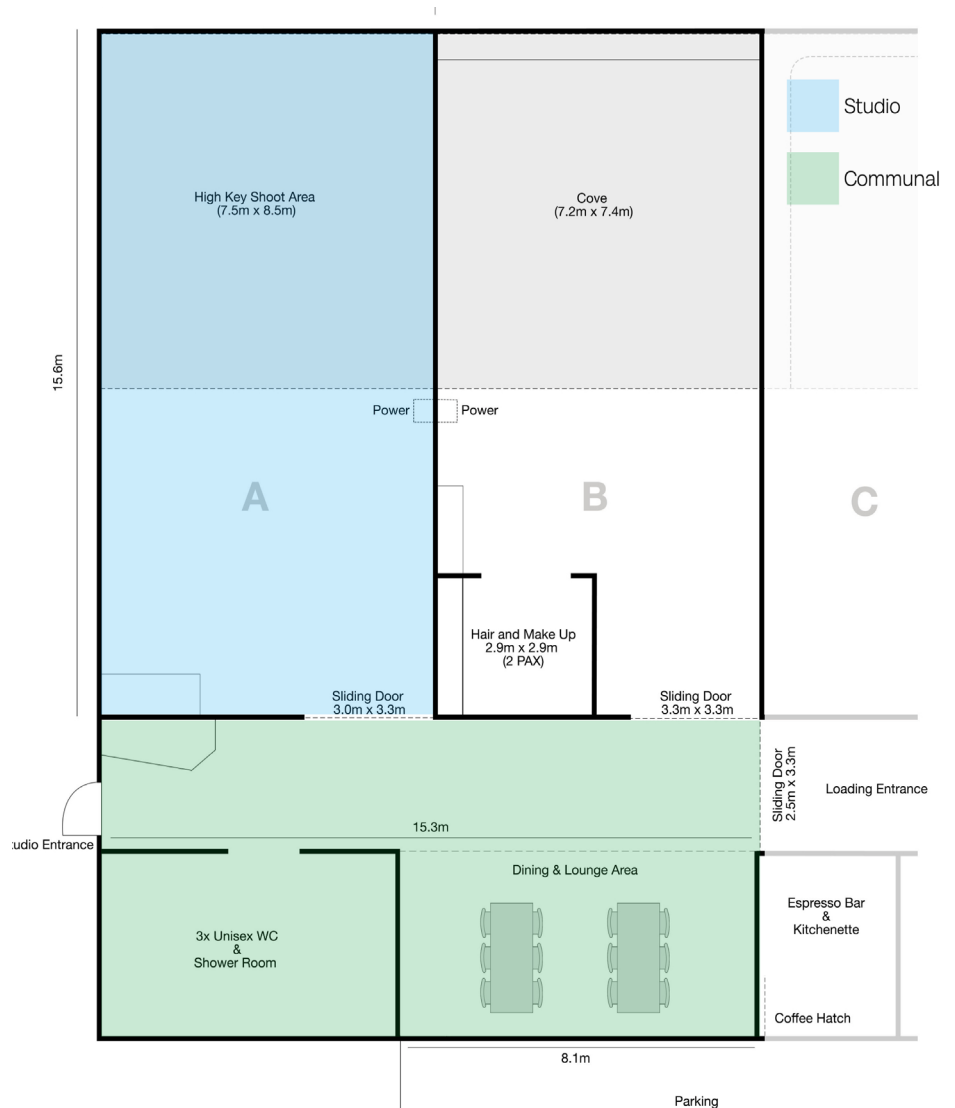 Studio
Communal
High Key Shoot Area
(7.5m x 8.5m)
Cove
(7.2m x 7.4m)
15.6m
Power
Power
A
B
C
Hair and Make Up
2.9m x 2.9m
(2 PAX)
Sliding Door
3.0m x 3.3m
Sliding Door
3.3m x 3.3m
Sliding Door
2.5m x 3.3m
Loading Entrance
15.3m
udio Entrance
Dining & Lounge Area
Espresso Bar
&
Kitchenette
3x Unisex WC
&
Shower Room
Coffee Hatch
8.1m
Parking